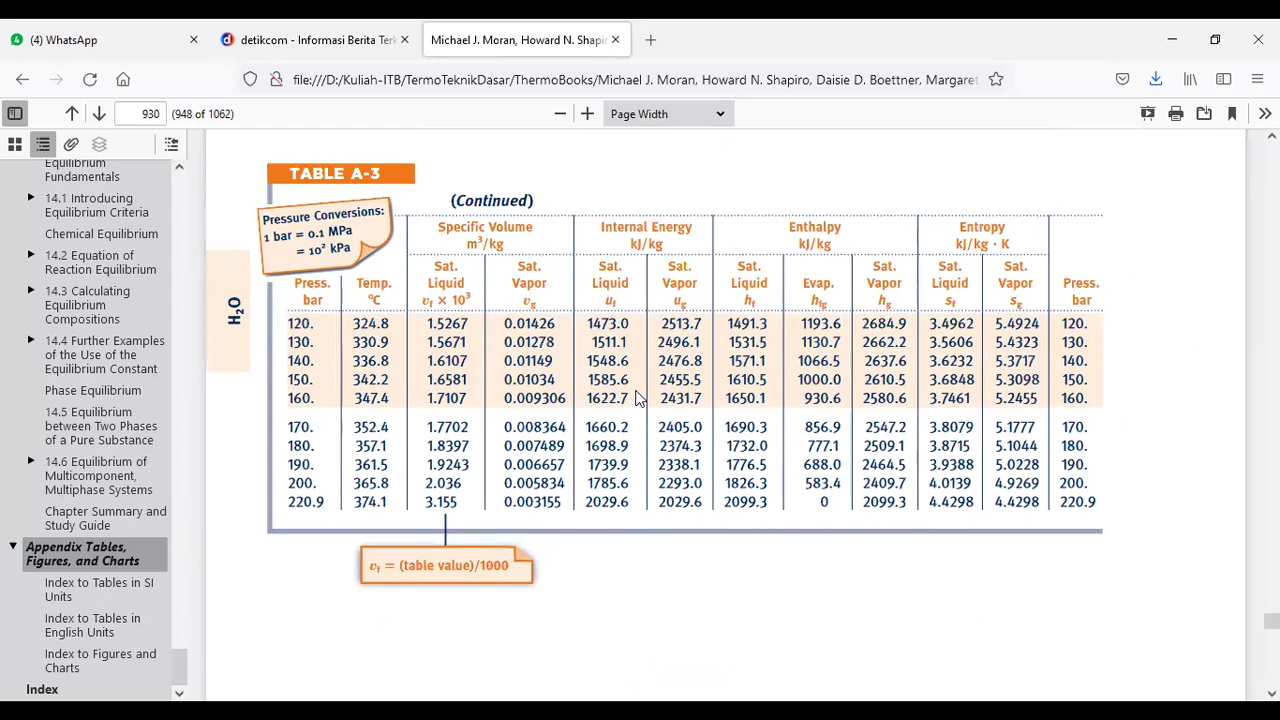 (4) WhatsApp
detikcom - Informasi Berita Terk
Michael J. Moran, Howard N. Shapir
file:///D:/Kuliah-ITB/TermoTeknikDasar/ThermoBooks/Michael J. Moran, Howard N. Shapiro, Daisie D. Boettner, Margaret
930 (948 of 1062)
Page Width
Equilibrium
Fundamentals
14.1 Introducing
Equilibrium Criteria
Chemical Equilibrium
14.2 Equation of
Reaction Equilibrium
14.3 Calculating
Equilibrium
Compositions
14.4 Further Examples
of the Use of the
Equilibrium Constant
Phase Equilibrium
14.5 Equilibrium
between Two Phases
of a Pure Substance
14.6 Equilibrium of
Multicomponent,
Multiphase Systems
Chapter Summary and
Study Guide
Appendix Tables,
Figures, and Charts
Index to Tables in SI
Units
Index to Tables in
English Units
Index to Figures and
Charts
Index
TABLE A-3
(Continued)
Pressure Conversions:
1 bar = 0.1 MPa
= 10² kPa
H₂O
Specific Volume Internal Energy Enthalpy Entropy
m³/kg kJ/kg kJ/kg kJ/kg · K
Sat. Sat. Sat. Sat. Sat. Sat. Sat. Sat.
Press. Temp. Liquid Vapor Liquid Vapor Liquid Evap. Vapor Liquid Vapor Press.
bar °C vf × 10³ vg uf ug hf hfg hg sf sg bar
120. 324.8 1.5267 0.01426 1473.0 2513.7 1491.3 1193.6 2684.9 3.4962 5.4924 120.
130. 330.9 1.5671 0.01278 1511.1 2496.1 1531.5 1130.7 2662.2 3.5606 5.4323 130.
140. 336.8 1.6107 0.01149 1548.6 2476.8 1571.1 1066.5 2637.6 3.6232 5.3717 140.
150. 342.2 1.6581 0.01034 1585.6 2455.5 1610.5 1000.0 2610.5 3.6848 5.3098 150.
160. 347.4 1.7107 0.009306 1622.7 2431.7 1650.1 930.6 2580.6 3.7461 5.2455 160.
170. 352.4 1.7702 0.008364 1660.2 2405.0 1690.3 856.9 2547.2 3.8079 5.1777 170.
180. 357.1 1.8397 0.007489 1698.9 2374.3 1732.0 777.1 2509.1 3.8715 5.1044 180.
190. 361.5 1.9243 0.006657 1739.9 2338.1 1776.5 688.0 2464.5 3.9388 5.0228 190.
200. 365.8 2.036 0.005834 1785.6 2293.0 1826.3 583.4 2409.7 4.0139 4.9269 200.
220.9 374.1 3.155 0.003155 2029.6 2029.6 2099.3 0 2099.3 4.4298 4.4298 220.9
vf = (table value)/1000